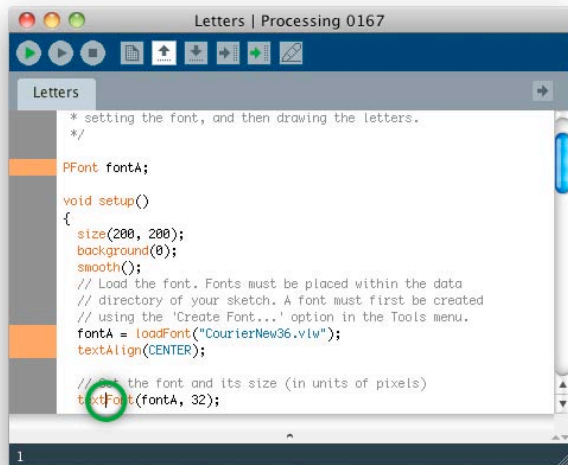 Letters | Processing 0167
Letters
* setting the font, and then drawing the letters.
*/
PFont fontA;
void setup()
{
size(200, 200);
background(0);
smooth();
// Load the font. Fonts must be placed within the data
// directory of your sketch. A font must first be created
// using the 'Create Font...' option in the Tools menu.
fontA = loadFont("CourierNew36.vlw");
textAlign(CENTER);
// Set the font and its size (in units of pixels)
textFont(fontA, 32);
1